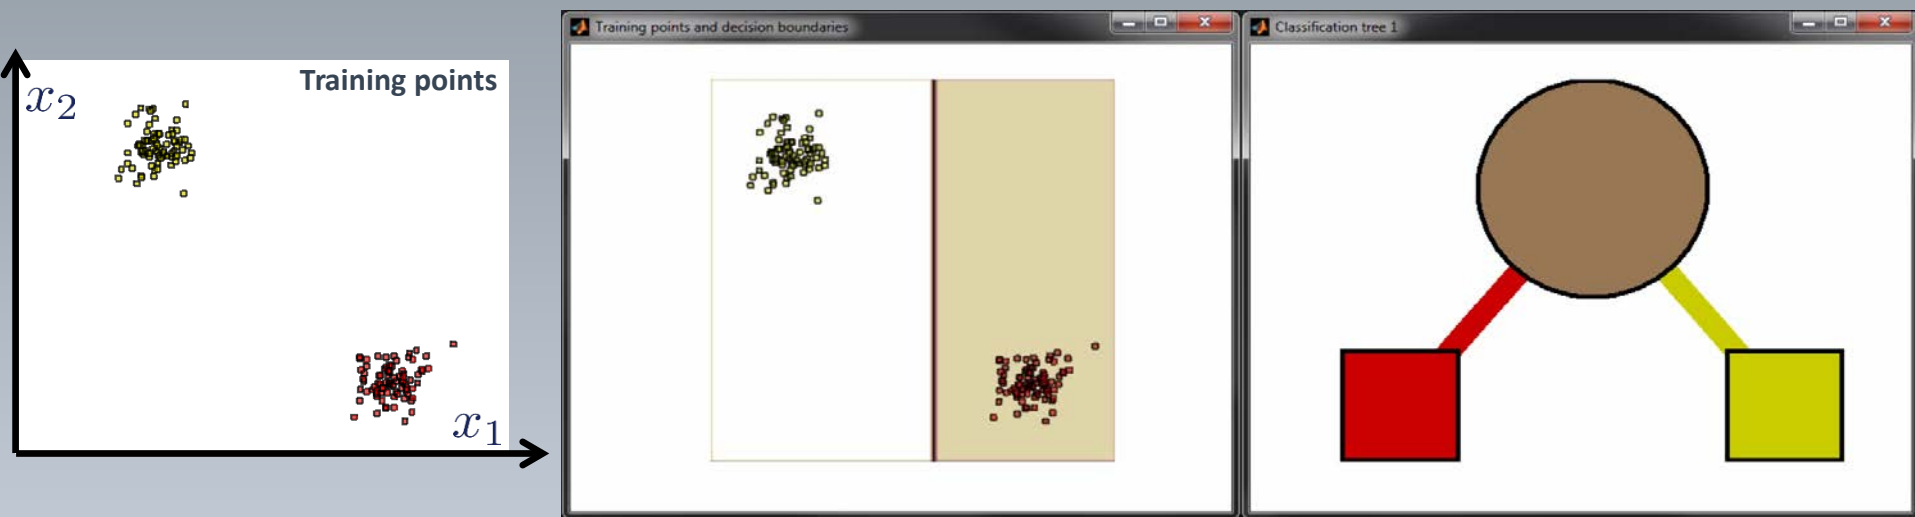 Training points
x₂
x₁
Training points and decision boundaries
Classification tree 1